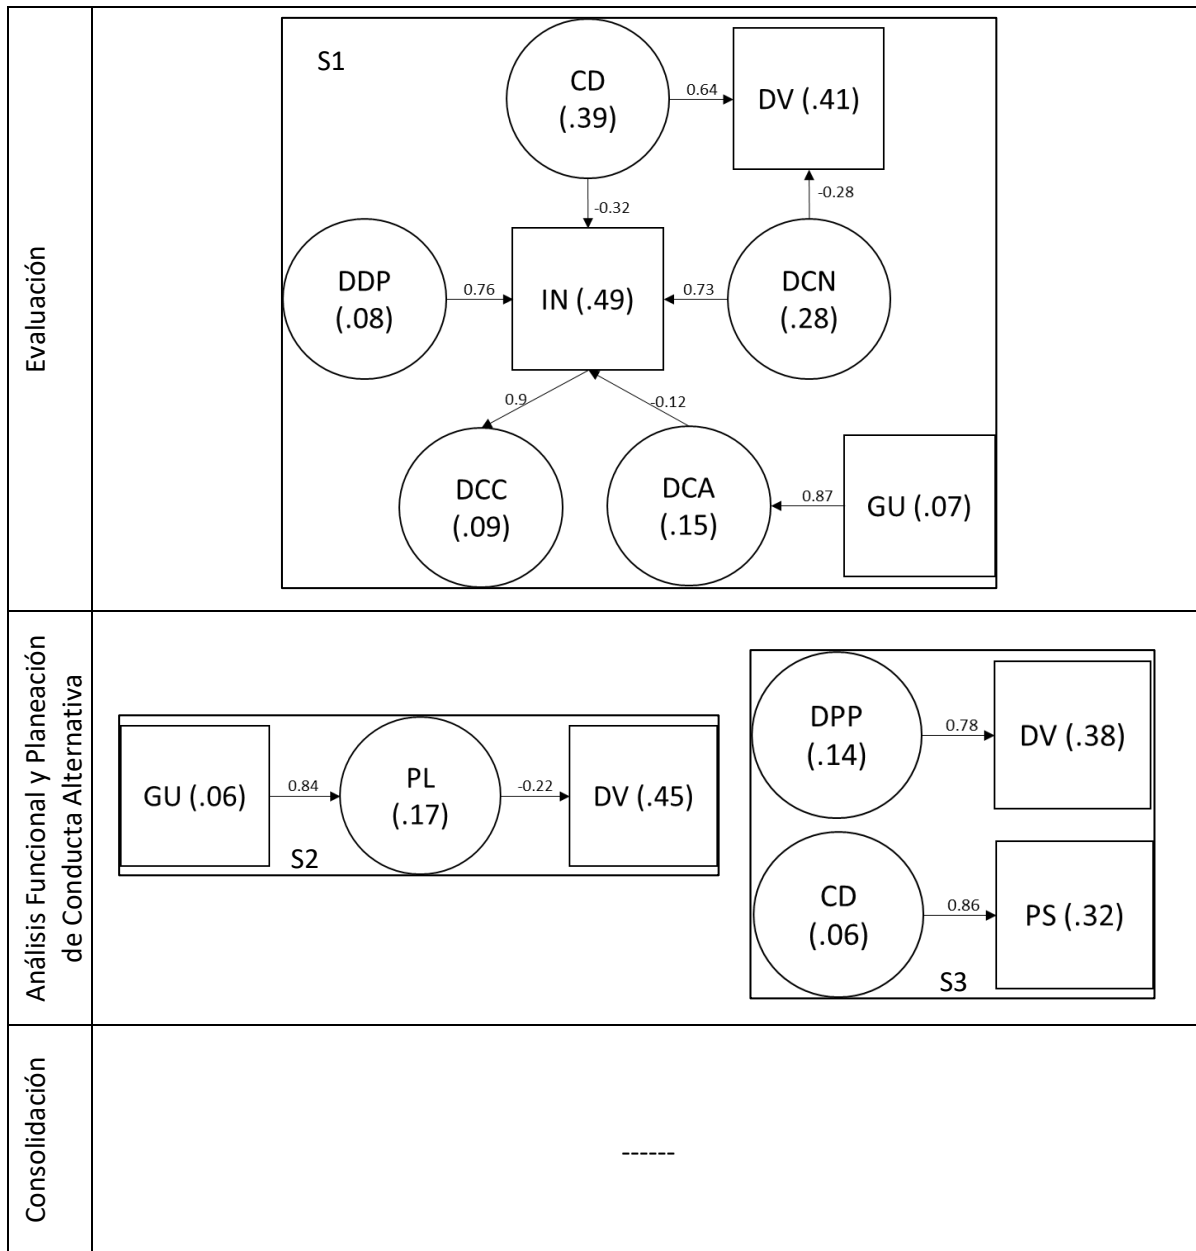 Evaluación
S1
CD
(.39)
0.64
DV (.41)
-0.32
-0.28
DDP
(.08)
0.76
IN (.49)
0.73
DCN
(.28)
0.9
-0.12
DCC
(.09)
DCA
(.15)
0.87
GU (.07)
Análisis Funcional y Planeación
de Conducta Alternativa
GU (.06)
0.84
PL
(.17)
-0.22
DV (.45)
S2
DPP
(.14)
0.78
DV (.38)
CD
(.06)
0.86
PS (.32)
S3
Consolidación
------